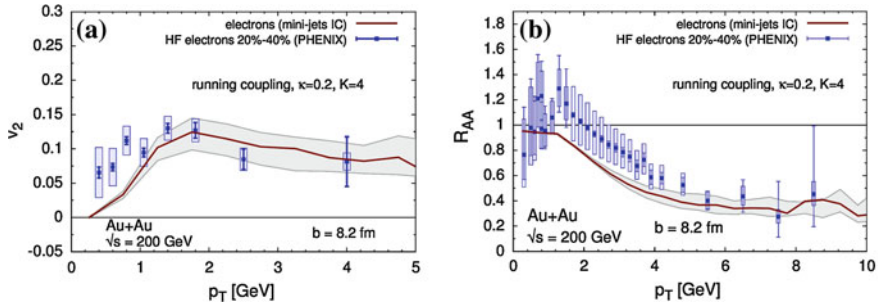 (a)
electrons (mini-jets IC)
HF electrons 20%-40% (PHENIX)
running coupling, κ=0.2, K=4
v2
0.3
0.25
0.2
0.15
0.1
0.05
0
-0.05
Au+Au
√s = 200 GeV
b = 8.2 fm
0 1 2 3 4 5
pT [GeV]
(b)
electrons (mini-jets IC)
HF electrons 20%-40% (PHENIX)
running coupling, κ=0.2, K=4
RAA
1.6
1.4
1.2
1
0.8
0.6
0.4
0.2
0
Au+Au
√s = 200 GeV
b = 8.2 fm
0 2 4 6 8 10
pT [GeV]